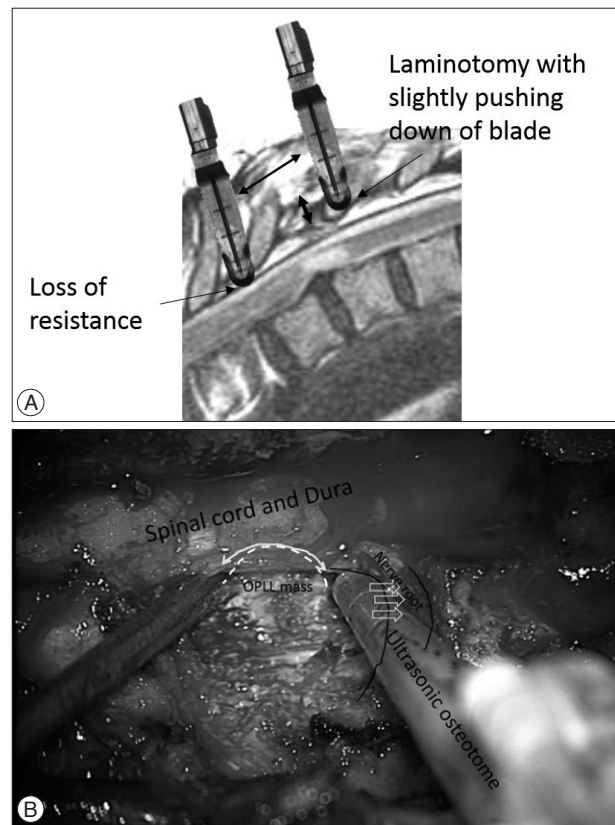 Laminotomy with
slightly pushing
down of blade
Loss of
resistance
A
Spinal cord and Dura
OPLL mass
Nerve root
Ultrasonic osteotome
B